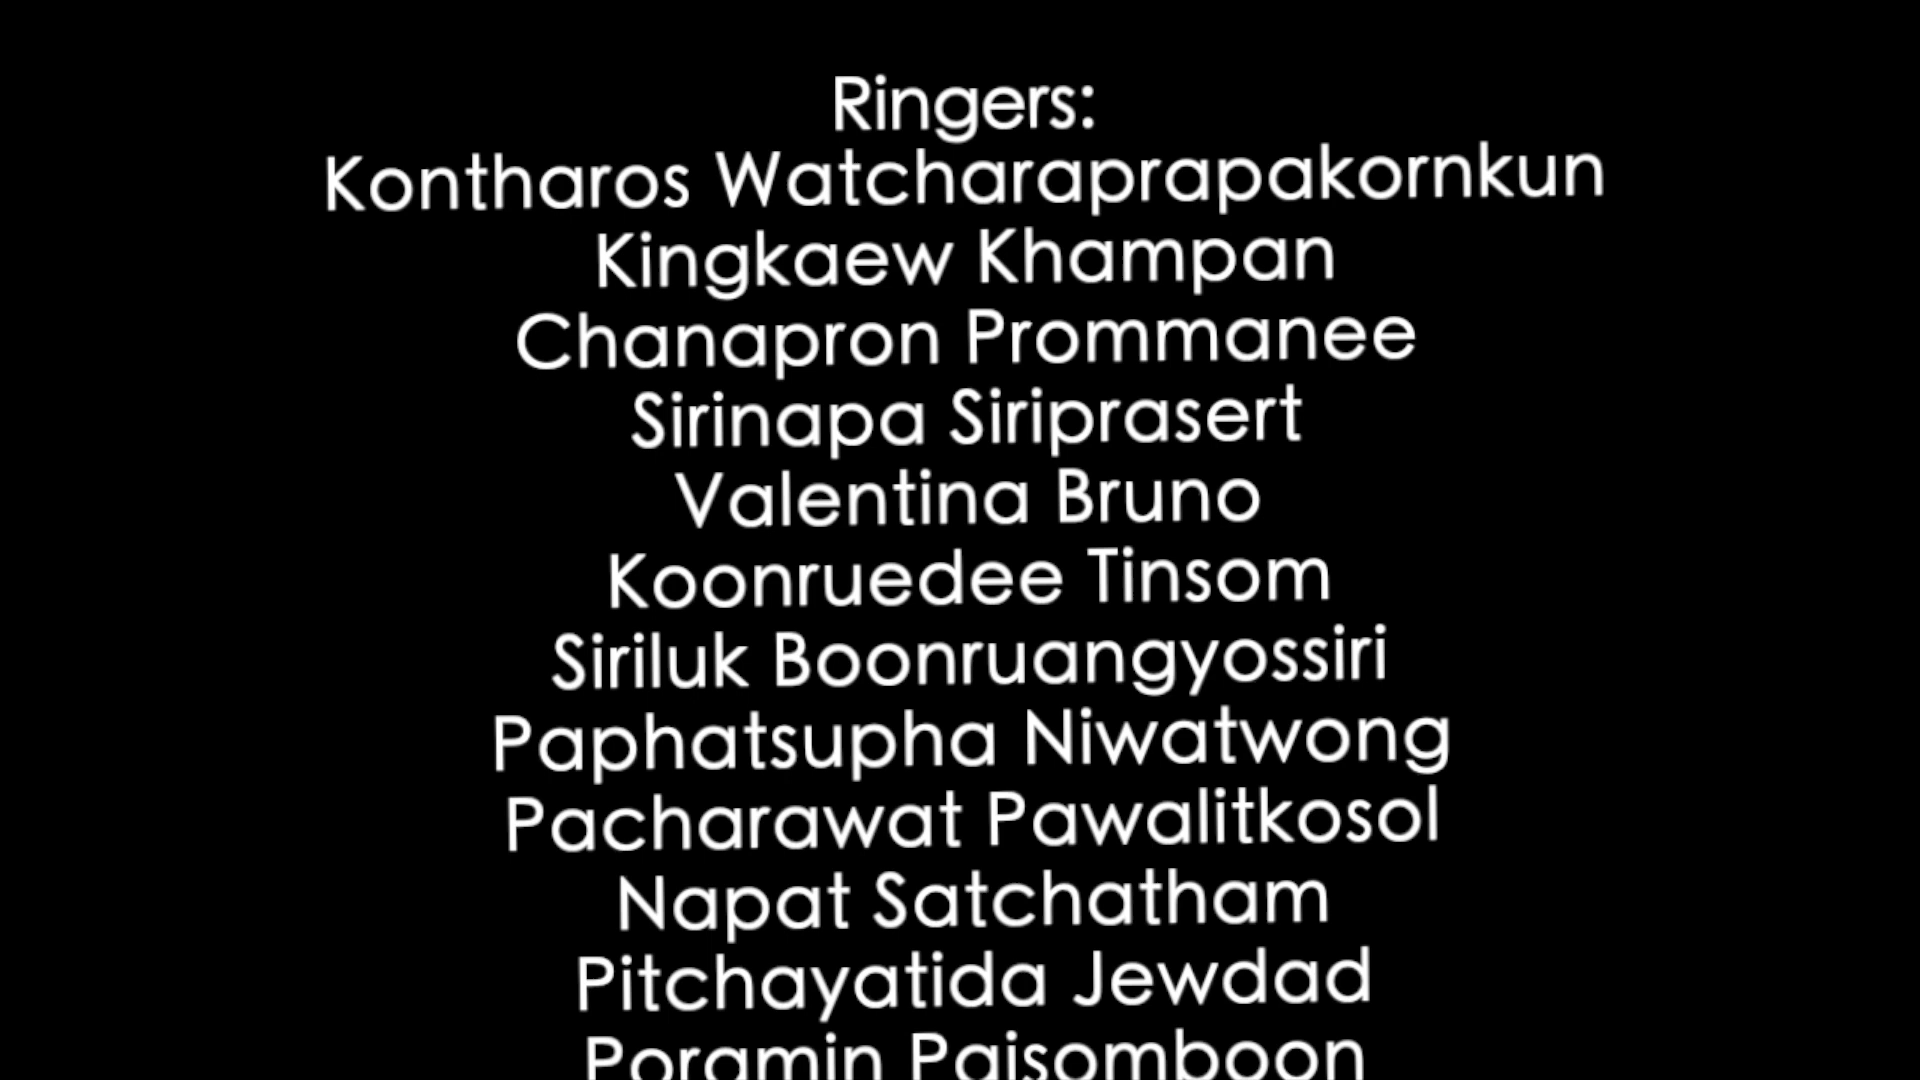 Ringers:
Kontharos Watcharaprapakornkun
Kingkaew Khampan
Chanapron Prommanee
Sirinapa Siriprasert
Valentina Bruno
Koonruedee Tinsom
Siriluk Boonruangyossiri
Paphatsupha Niwatwong
Pacharawat Pawalitkosol
Napat Satchatham
Pitchayatida Jewdad
Poramin Paisomboon